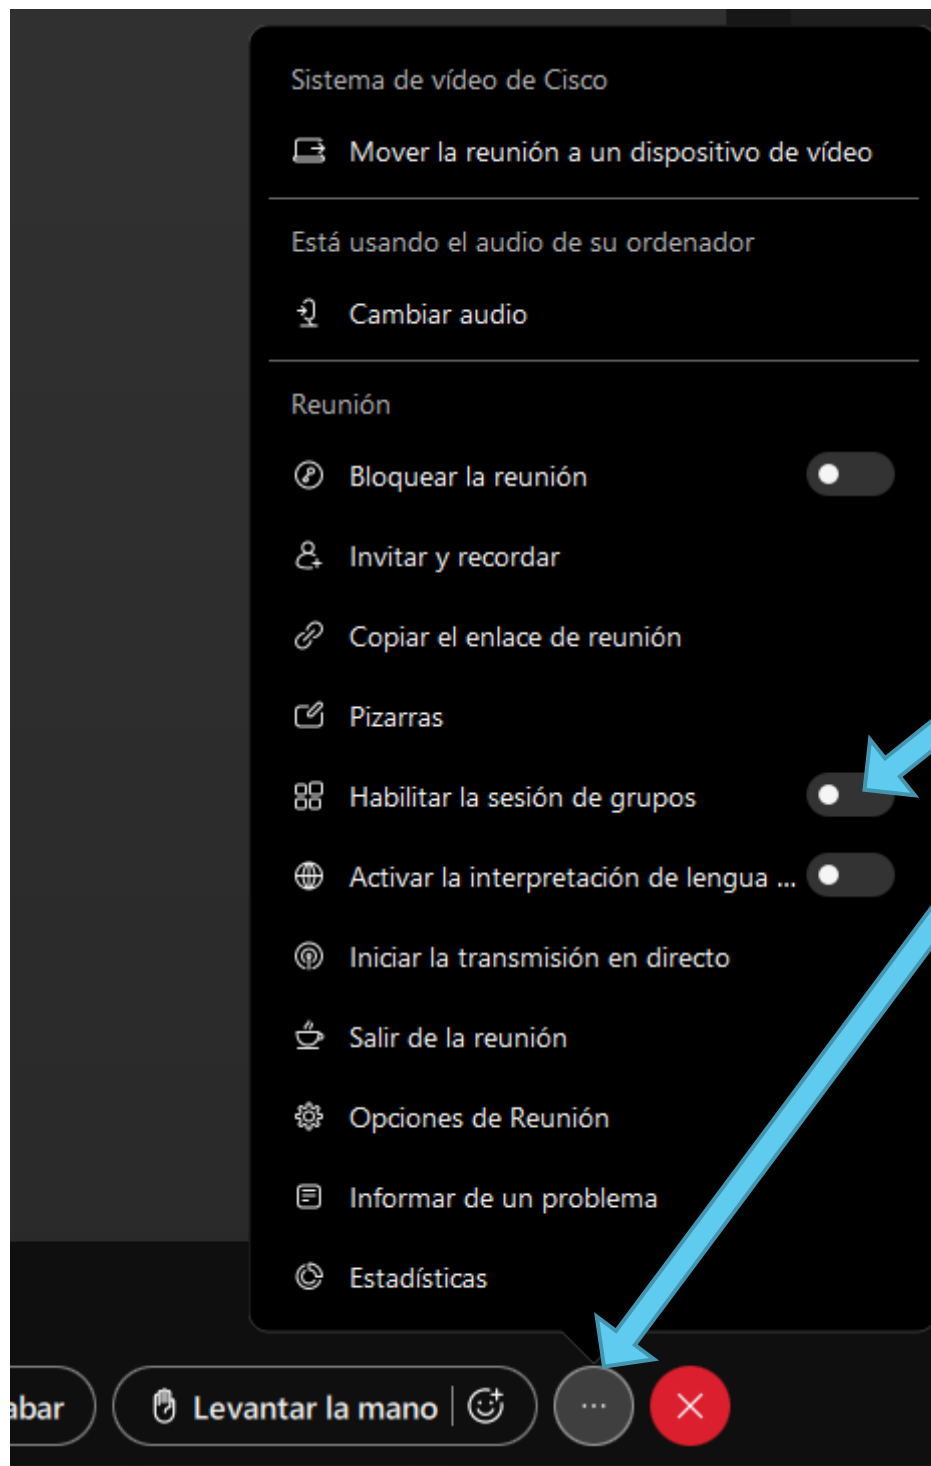 Sistema de vídeo de Cisco
Mover la reunión a un dispositivo de vídeo
Está usando el audio de su ordenador
Cambiar audio
Reunión
Bloquear la reunión
Invitar y recordar
Copiar el enlace de reunión
Pizarras
Habilitar la sesión de grupos
Activar la interpretación de lengua ...
Iniciar la transmisión en directo
Salir de la reunión
Opciones de Reunión
Informar de un problema
Estadísticas
abar Levantar la mano ...